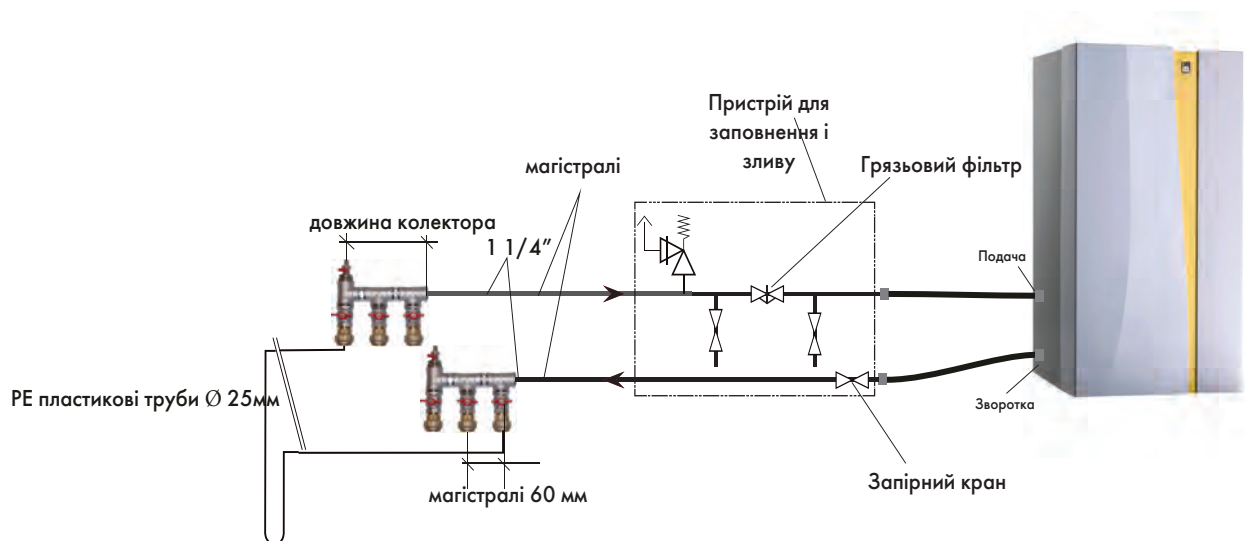 Пристрій для
заповнення і
зливу
Грязьовий фільтр
магістралі
довжина колектора
1 1/4”
Подача
PE пластикові труби Ø 25мм
Зворотка
Запірний кран
магістралі 60 мм